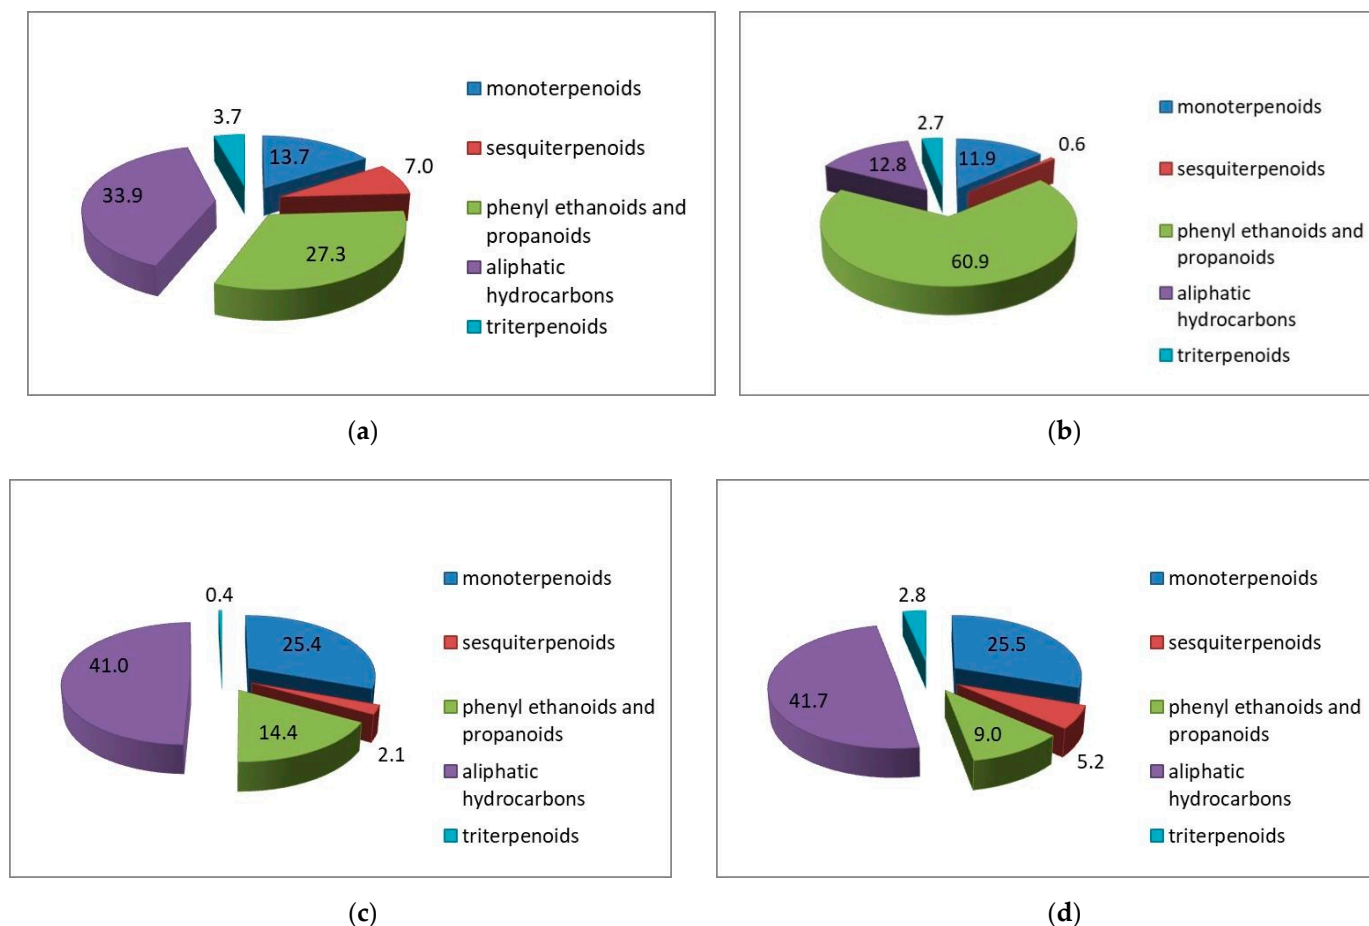 3.7
13.7
7.0
27.3
33.9
monoterpenoids
sesquiterpenoids
phenyl ethanoids and
propanoids
aliphatic
hydrocarbons
triterpenoids
(a)
2.7
11.9
0.6
12.8
60.9
monoterpenoids
sesquiterpenoids
phenyl ethanoids and
propanoids
aliphatic
hydrocarbons
triterpenoids
(b)
0.4
25.4
41.0
14.4
2.1
monoterpenoids
sesquiterpenoids
phenyl ethanoids and
propanoids
aliphatic
hydrocarbons
triterpenoids
(c)
2.8
25.5
41.7
9.0
5.2
monoterpenoids
sesquiterpenoids
phenyl ethanoids and
propanoids
aliphatic
hydrocarbons
triterpenoids
(d)